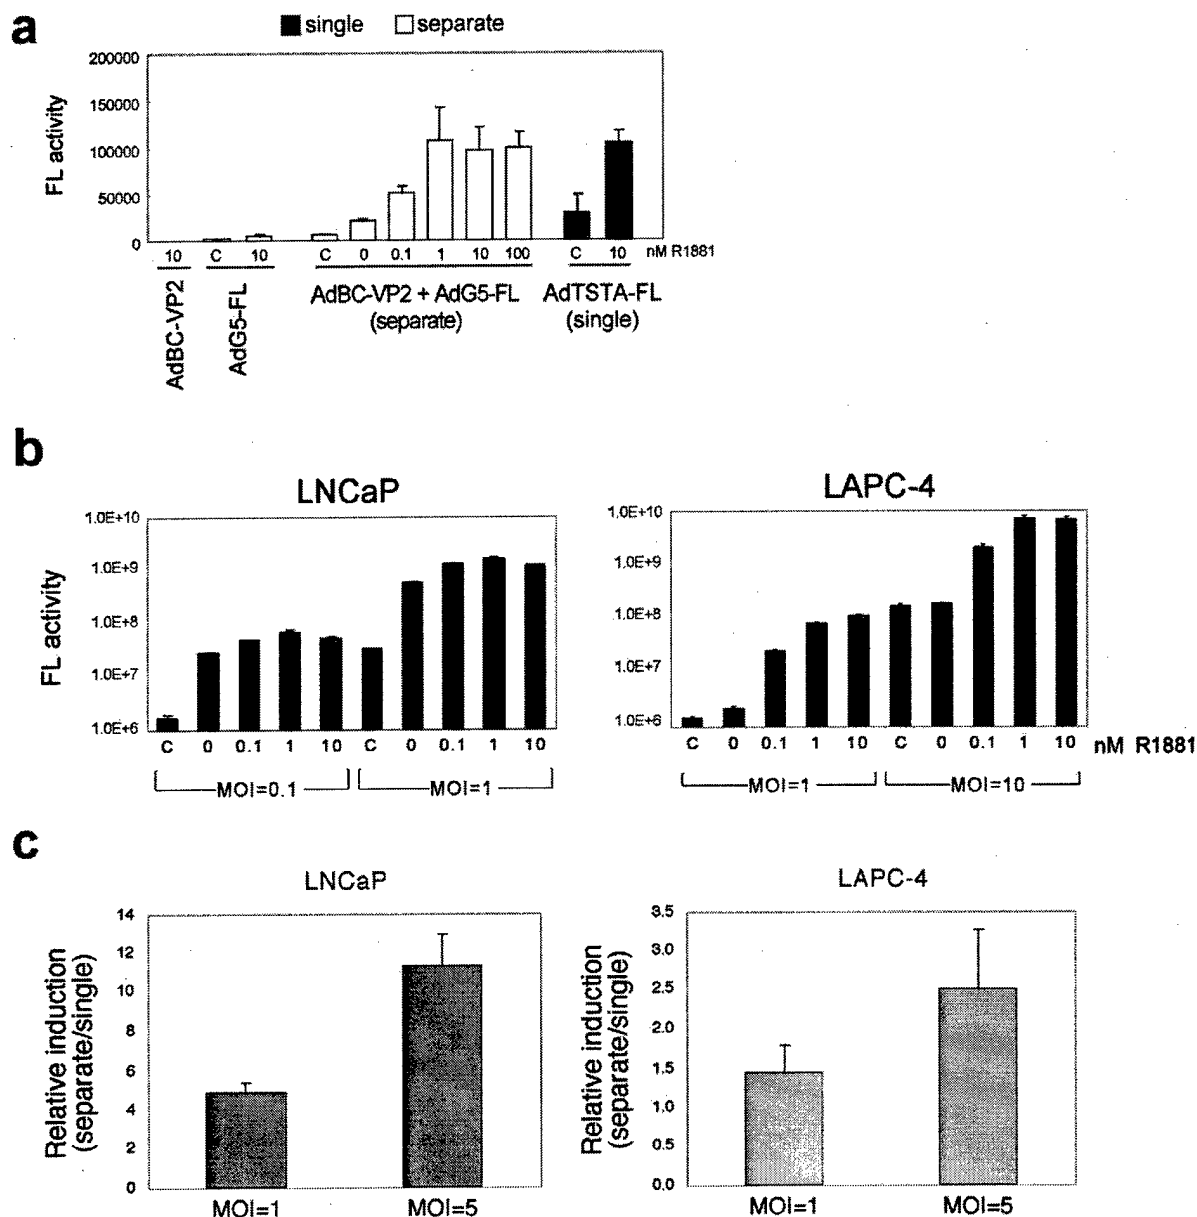 a
single separate
FL activity
200000
150000
100000
50000
0
10 C 10 C 0 0.1 1 10 100 C 10 nM R1881
AdBC-VP2
AdG5-FL
AdBC-VP2 + AdG5-FL
(separate)
AdTSTA-FL
(single)
b
LNCaP
FL activity
1.0E+10
1.0E+9
1.0E+8
1.0E+7
1.0E+6
C 0 0.1 1 10 C 0 0.1 1 10
MOI=0.1 MOI=1
LAPC-4
1.0E+10
1.0E+9
1.0E+8
1.0E+7
1.0E+6
C 0 0.1 1 10 C 0 0.1 1 10 nM R1881
MOI=1 MOI=10
c
LNCaP
Relative induction
(separate/single)
14
12
10
8
6
4
2
0
MOI=1 MOI=5
LAPC-4
Relative induction
(separate/single)
3.5
3.0
2.5
2.0
1.5
1.0
0.5
0.0
MOI=1 MOI=5